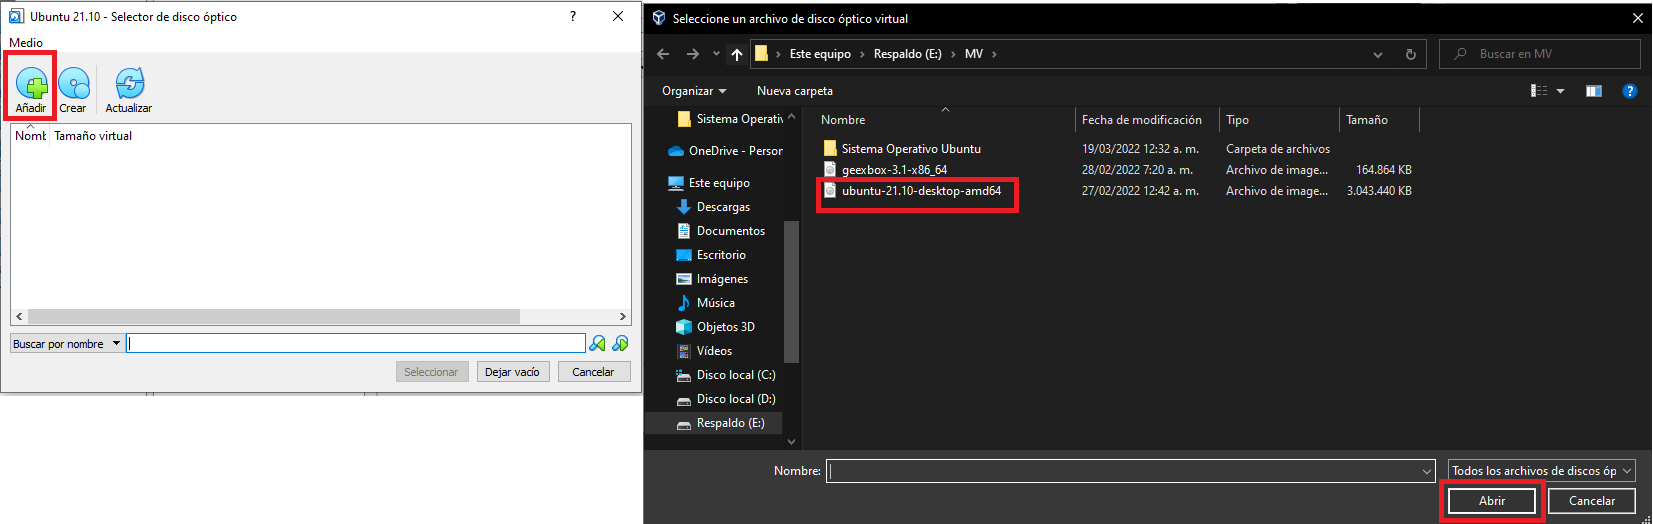 Ubuntu 21.10 - Selector de disco óptico
?
Medio
Añadir Crear Actualizar
Nomb Tamaño virtual
Buscar por nombre
Seleccionar Dejar vacío Cancelar
Seleccione un archivo de disco óptico virtual
Este equipo > Respaldo (E:) > MV >
Buscar en MV
Organizar Nueva carpeta
?
Sistema Operativ
OneDrive - Person
Este equipo
Descargas
Documentos
Escritorio
Imágenes
Música
Objetos 3D
Vídeos
Disco local (C:)
Disco local (D:)
Respaldo (E:)
Nombre Fecha de modificación Tipo Tamaño
Sistema Operativo Ubuntu 19/03/2022 12:32 a. m. Carpeta de archivos
geexbox-3.1-x86_64 28/02/2022 7:20 a. m. Archivo de image... 164.864 KB
ubuntu-21.10-desktop-amd64 27/02/2022 12:42 a. m. Archivo de image... 3.043.440 KB
Nombre:
Todos los archivos de discos óp
Abrir Cancelar